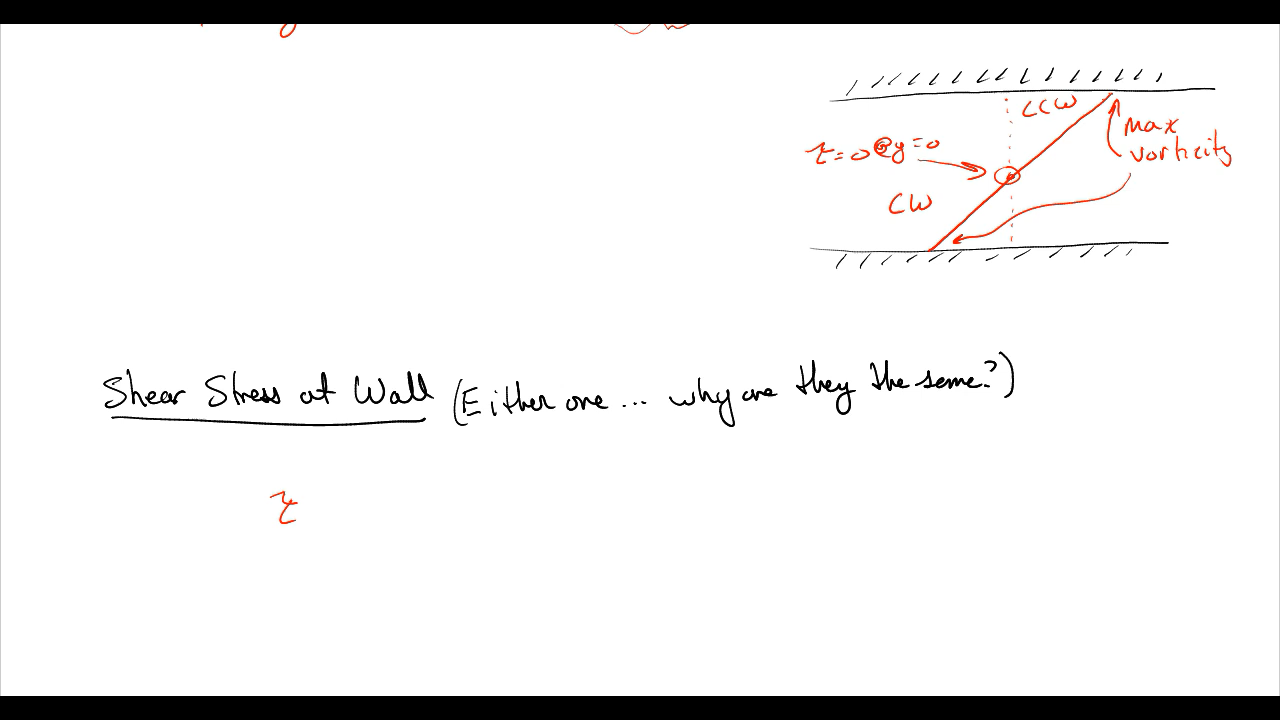 CCW
Max
vorticity
τ = 0 @ y = 0
CW
Shear Stress at Wall (Either one ... why are they the same?)
τ